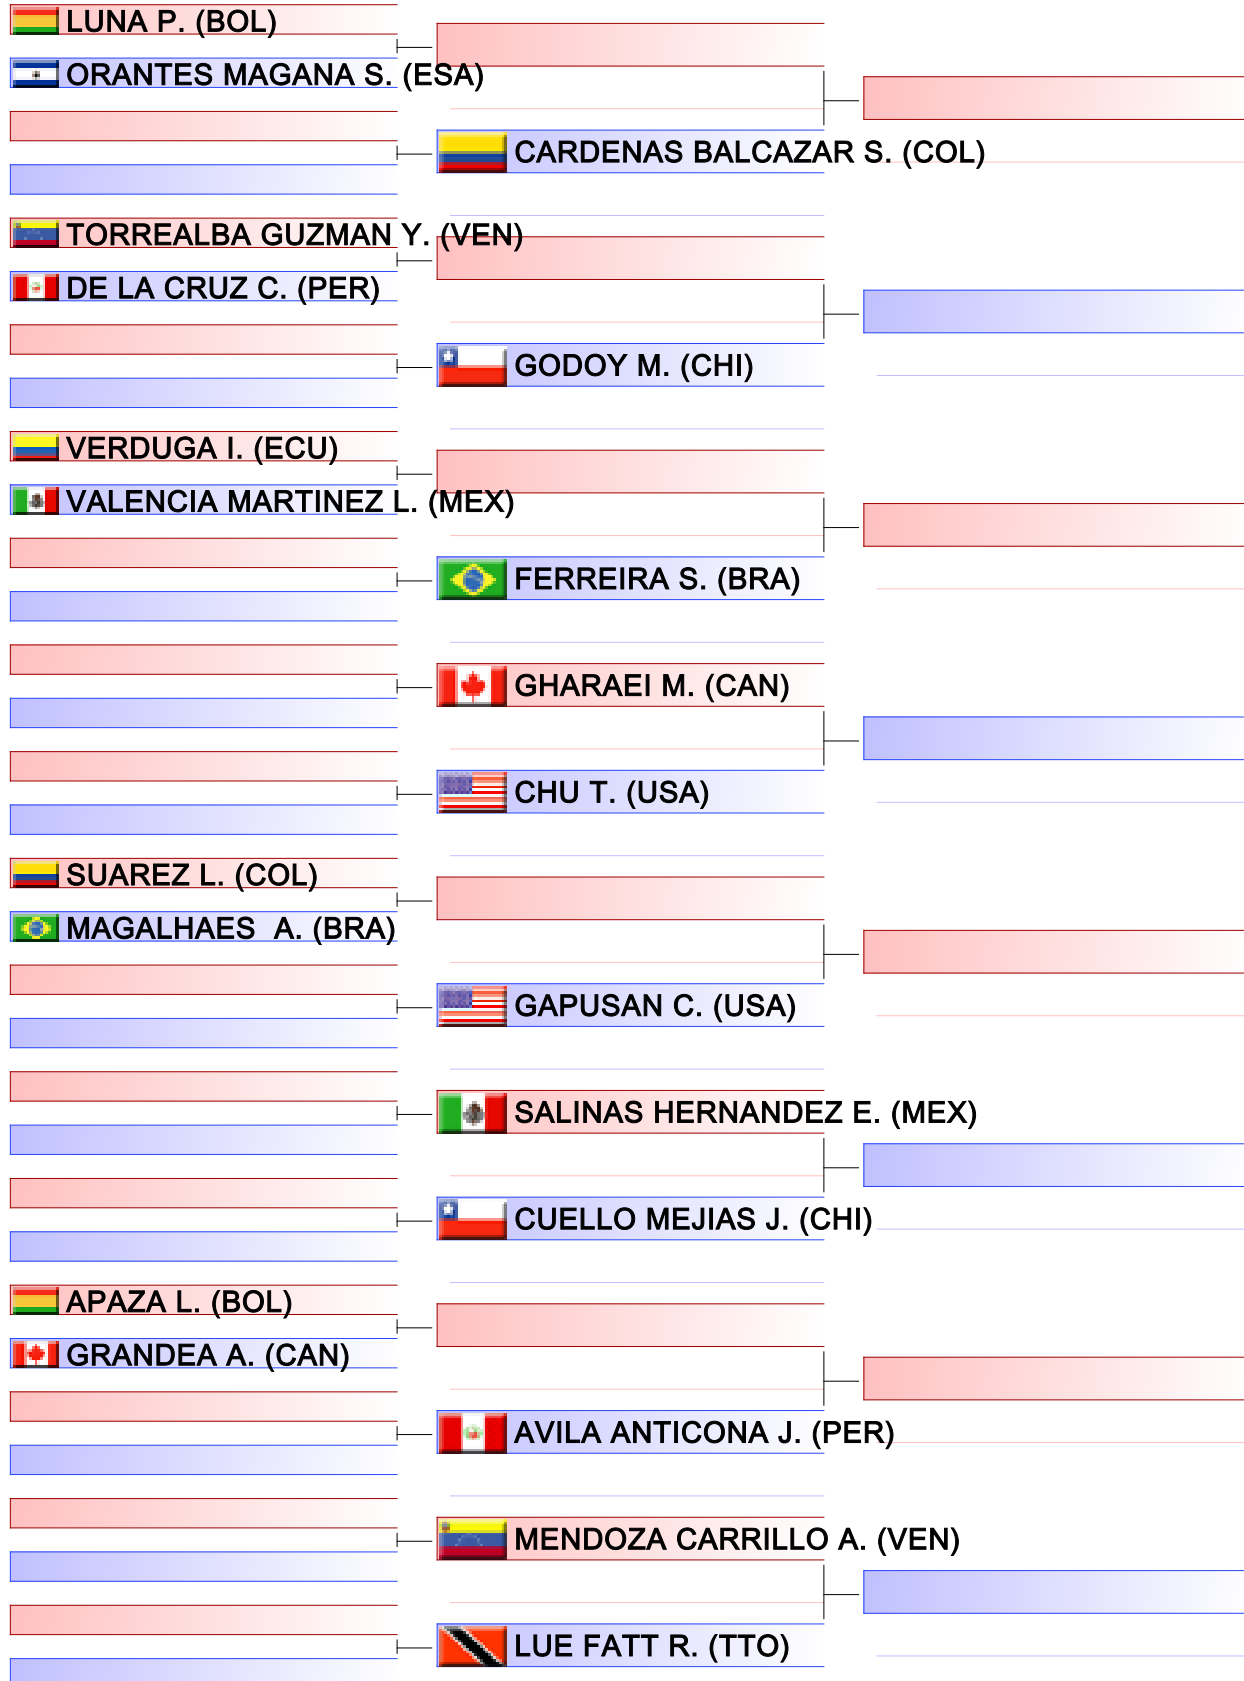 LUNA P. (BOL)
ORANTES MAGANA S. (ESA)
CARDENAS BALCAZAR S. (COL)
TORREALBA GUZMAN Y. (VEN)
DE LA CRUZ C. (PER)
GODOY M. (CHI)
VERDUGA I. (ECU)
VALENCIA MARTINEZ L. (MEX)
FERREIRA S. (BRA)
GHARAEI M. (CAN)
CHU T. (USA)
SUAREZ L. (COL)
MAGALHAES  A. (BRA)
GAPUSAN C. (USA)
SALINAS HERNANDEZ E. (MEX)
CUELLO MEJIAS J. (CHI)
APAZA L. (BOL)
GRANDEA A. (CAN)
AVILA ANTICONA J. (PER)
MENDOZA CARRILLO A. (VEN)
LUE FATT R. (TTO)